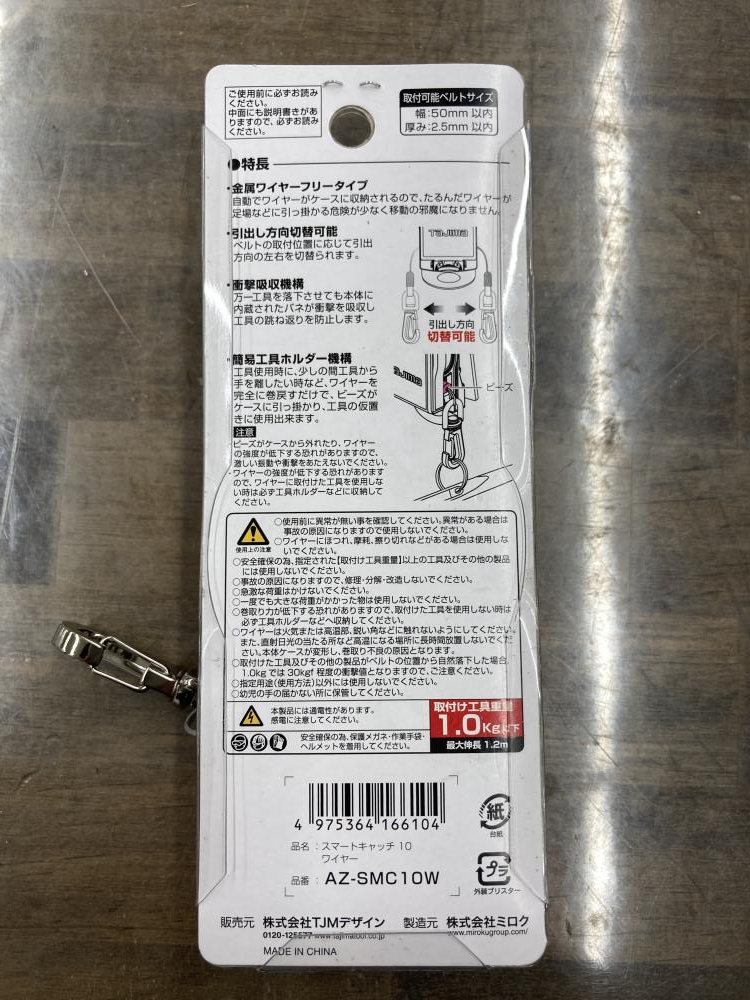 ご使用前に必ずお読み
ください。
中面にも説明書きがあ
りますので、必ずお読み
ください。
取付可能ベルトサイズ
幅:50mm 以内
厚み:2.5mm 以内
●特長
・金属ワイヤーフリータイプ
自動でワイヤーがケースに収納されるので、たるんだワイヤーが
足場などに引っ掛かる危険が少なく移動の邪魔になりません。
・引出し方向切替可能
ベルトの取付位置に応じて引出
方向の左右を切替られます。
TAJIMA
引出し方向
切替可能
・衝撃吸収機構
万一工具を落下させても本体に
内蔵されたバネが衝撃を吸収し
工具の跳ね返りを防止します。
・簡易工具ホルダー機構
工具使用時に、少しの間工具から
手を離したい時など、ワイヤーを
完全に巻戻すだけで、ビーズが
ケースに引っ掛かり、工具の仮置
きに使用出来ます。
AJIMA
ビーズ
注意
・ビーズがケースから外れたり、ワイヤー
の強度が低下する恐れがありますので、
激しい振動や衝撃をあたえないでください。
・ワイヤーの強度が低下する恐れがあります
ので、ワイヤーに取付けた工具を使用しな
い時は必ず工具ホルダーなどに収納して
ください。
使用上の注意
○使用前に異常が無い事を確認してください。異常がある場合は
事故の原因になりますので使用しないでください。
○ワイヤーにほつれ、摩耗、擦り切れなどがある場合は使用しな
いでください。
○安全確保の為、指定された【取付け工具重量】以上の工具及びその他の製品
には使用しないでください。
○事故の原因になりますので、修理・分解・改造しないでください。
○急激な荷重はかけないでください。
○一度でも大きな荷重がかかった物は使用しないでください。
○巻取り力が低下する恐れがありますので、取付けた工具を使用しない時は
必ず工具ホルダーなどへ収納してください。
○ワイヤーは火気または高温部、鋭い角などに触れないようにしてください。
また、直射日光の当たる所など高温になる場所に長時間放置しないでくださ
い。本体ケースが変形し、巻取り不良の原因となります。
○取付けた工具及びその他の製品がベルトの位置から自然落下した場合、
1.0kgでは30kgf 程度の衝撃値となりますので、ご注意ください。
○指定用途(使用方法)以外には使用しないでください。
○幼児の手の届かない所に保管してください。
本製品には通電性があります。
感電に注意してください。
安全確保の為、保護メガネ・作業手袋・
ヘルメットを着用してください。
取付け工具重量
1.0Kg以下
最大伸長 1.2m
4 975364 166104
品名:スマートキャッチ 10
ワイヤー
品番:AZ-SMC10W
紙
台紙
プラ
外装ブリスター
販売元 株式会社TJMデザイン 製造元 株式会社ミロク
0120-125577 www.tajimatool.co.jp www.mirokugroup.com/
MADE IN CHINA